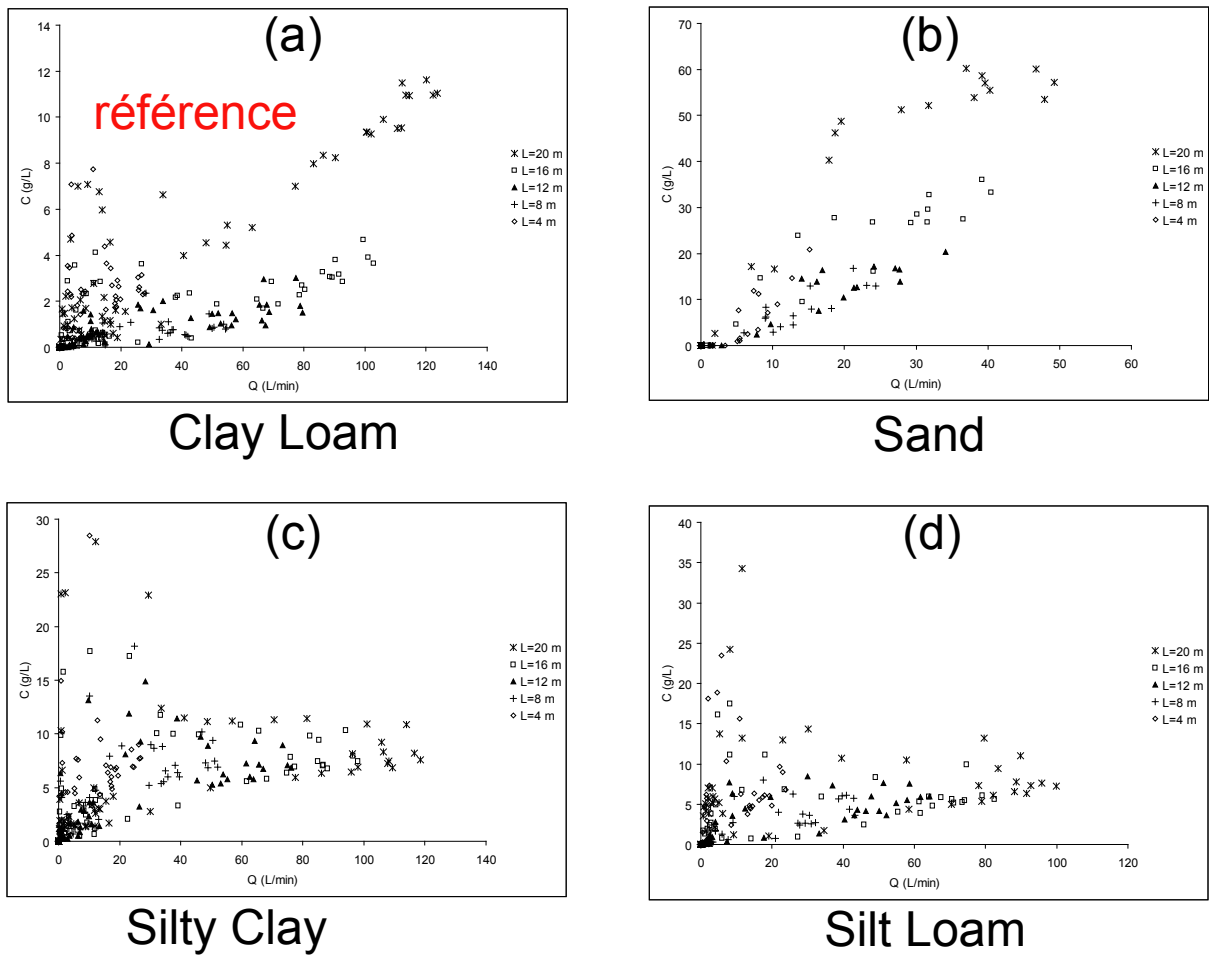 (a)
référence
14
12
10
8
6
4
2
0
C (g/L)
0 20 40 60 80 100 120 140
Q (L/min)
L=20 m
L=16 m
L=12 m
L=8 m
L=4 m
Clay Loam
(b)
70
60
50
40
30
20
10
0
C (g/L)
0 10 20 30 40 50 60
Q (L/min)
L=20 m
L=16 m
L=12 m
L=8 m
L=4 m
Sand
(c)
30
25
20
15
10
5
0
C (g/L)
0 20 40 60 80 100 120 140
Q (L/min)
L=20 m
L=16 m
L=12 m
L=8 m
L=4 m
Silty Clay
(d)
40
35
30
25
20
15
10
5
0
C (g/L)
0 20 40 60 80 100 120
Q (L/min)
L=20 m
L=16 m
L=12 m
L=8 m
L=4 m
Silt Loam